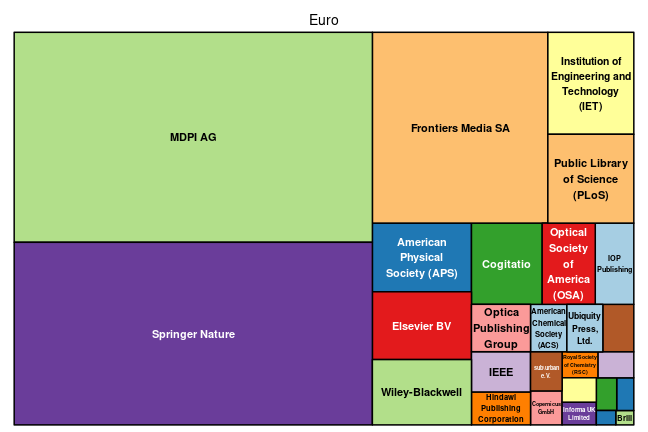 Euro
MDPI AG
Springer Nature
Frontiers Media SA
Institution of
Engineering and
Technology
(IET)
Public Library
of Science
(PLoS)
American
Physical
Society (APS)
Elsevier BV
Wiley-Blackwell
Cogitatio
Optical
Society
of
America
(OSA)
IOP
Publishing
Optica
Publishing
Group
American
Chemical
Society
(ACS)
Ubiquity
Press,
Ltd.
IEEE
Hindawi
Publishing
Corporation
suburban
e.V.
Copernicus
GmbH
Royal Society
of Chemistry
(RSC)
Informa UK
Limited
Brill